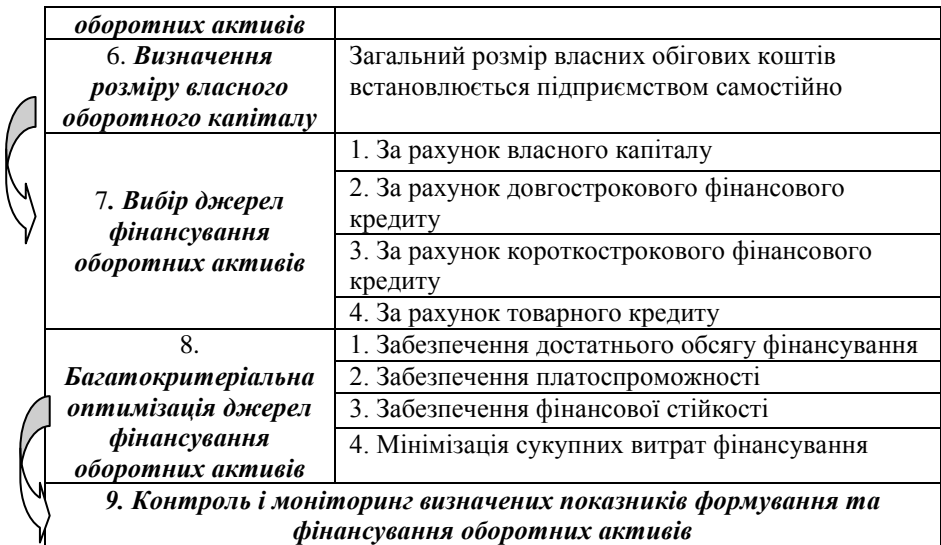 оборотних активів
6. Визначення
розміру власного
оборотного капіталу
Загальний розмір власних обігових коштів
встановлюється підприємством самостійно
7. Вибір джерел
фінансування
оборотних активів
1. За рахунок власного капіталу
2. За рахунок довгострокового фінансового
кредиту
3. За рахунок короткострокового фінансового
кредиту
4. За рахунок товарного кредиту
8.
Багатокритеріальна
оптимізація джерел
фінансування
оборотних активів
1. Забезпечення достатнього обсягу фінансування
2. Забезпечення платоспроможності
3. Забезпечення фінансової стійкості
4. Мінімізація сукупних витрат фінансування
9. Контроль і моніторинг визначених показників формування та
фінансування оборотних активів